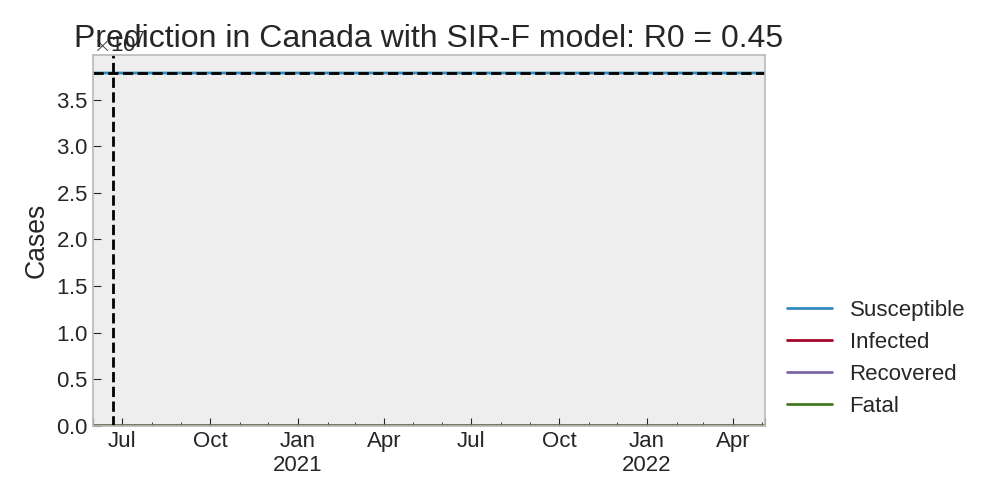 Prediction in Canada with SIR-F model: R0 = 0.45
×10⁷
3.5
3.0
2.5
2.0
1.5
1.0
0.5
0.0
Cases
Jul Oct Jan Apr Jul Oct Jan Apr
2021 2022
Susceptible
Infected
Recovered
Fatal